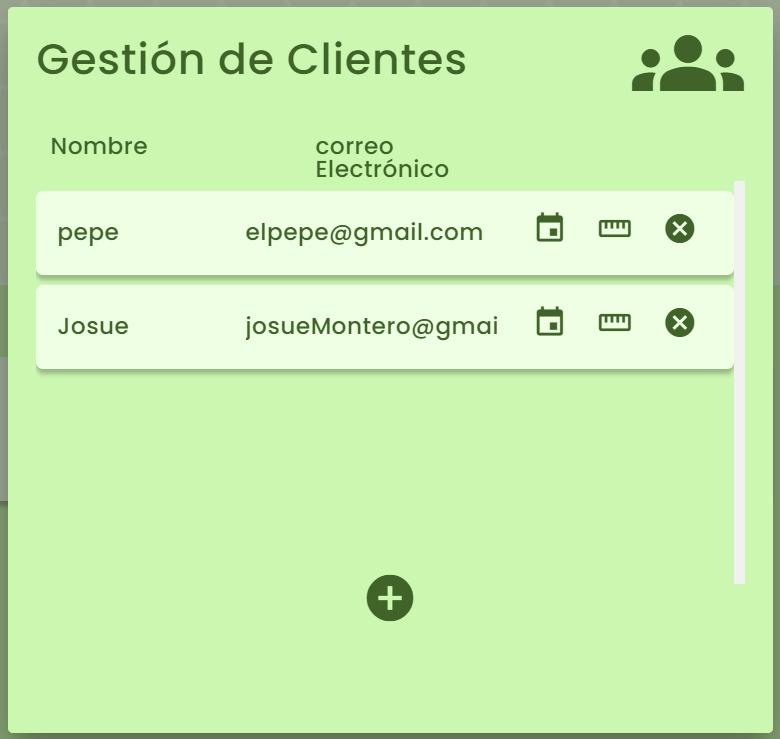 Gestión de Clientes
Nombre
correo
Electrónico
pepe elpepe@gmail.com
Josue josueMontero@gmai